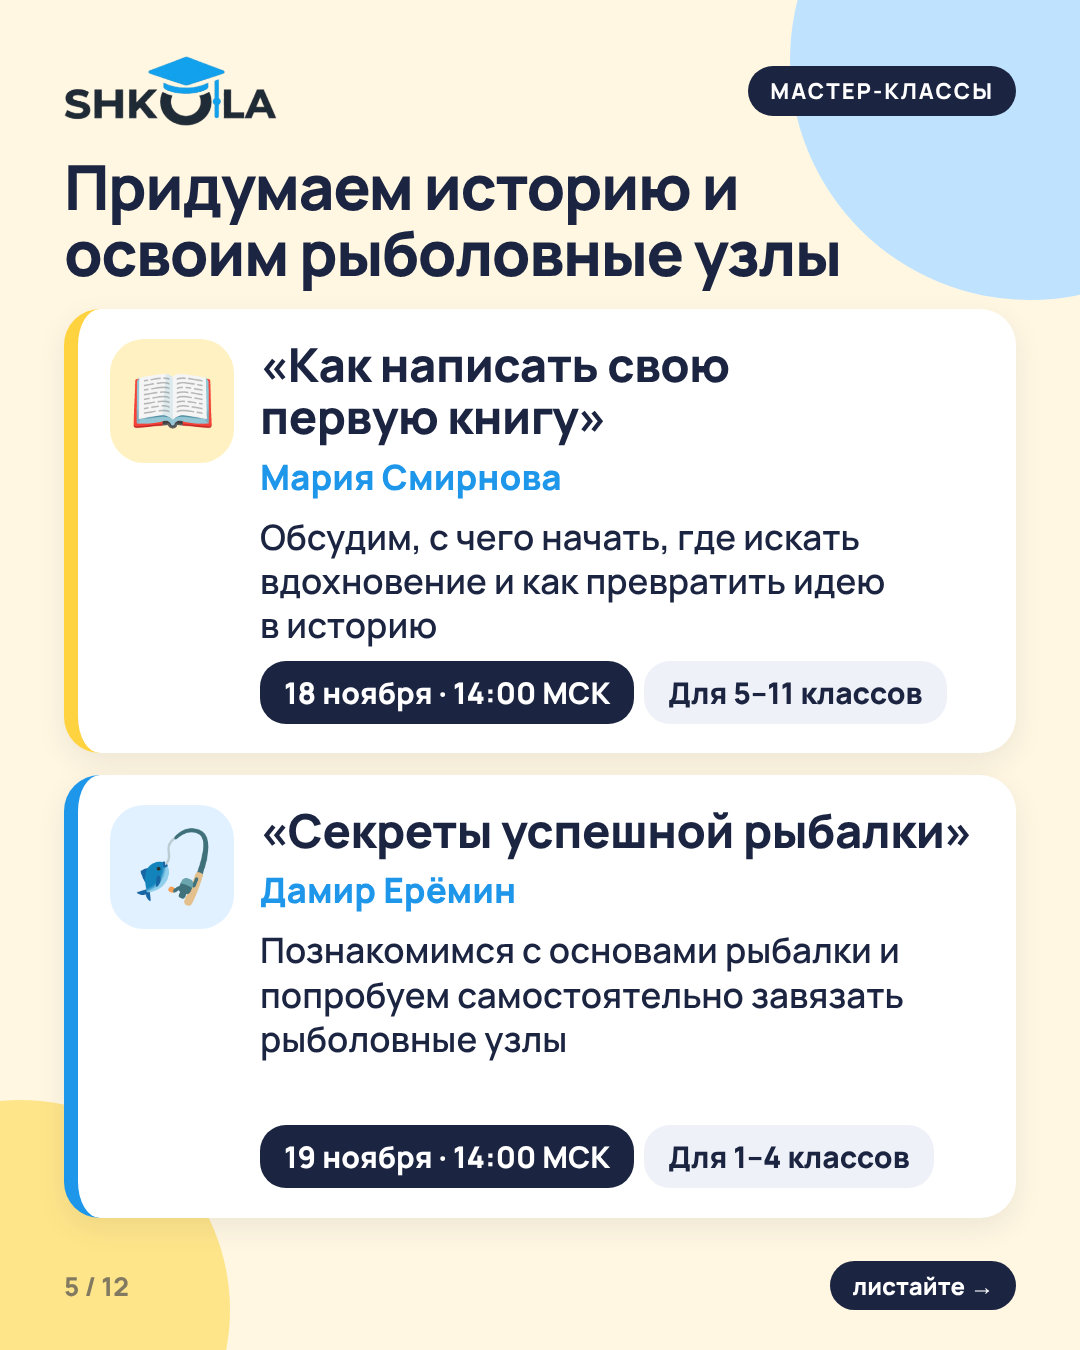 SHKOLA
МАСТЕР-КЛАССЫ
Придумаем историю и
освоим рыболовные узлы
«Как написать свою
первую книгу»
Мария Смирнова
Обсудим, с чего начать, где искать
вдохновение и как превратить идею
в историю
18 ноября · 14:00 МСК
Для 5–11 классов
«Секреты успешной рыбалки»
Дамир Ерёмин
Познакомимся с основами рыбалки и
попробуем самостоятельно завязать
рыболовные узлы
19 ноября · 14:00 МСК
Для 1–4 классов
5 / 12
листайте →